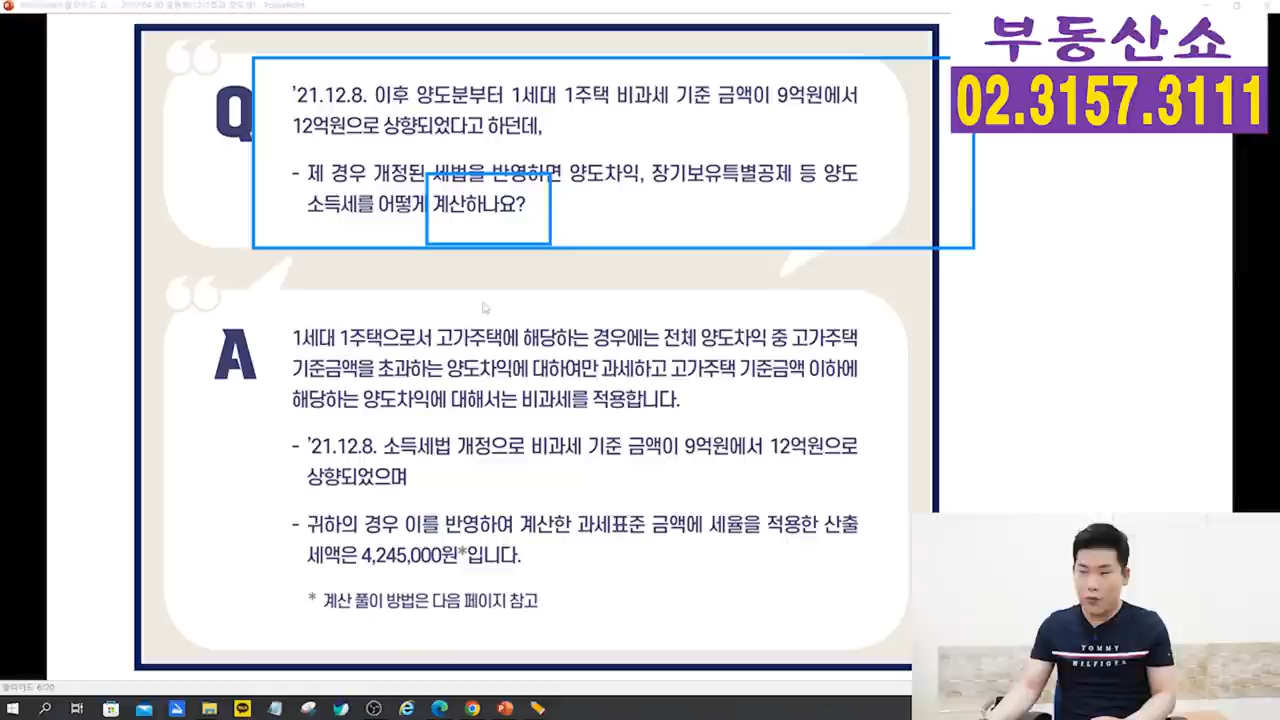 부동산쇼
02.3157.3111
Q
'21.12.8. 이후 양도분부터 1세대 1주택 비과세 기준 금액이 9억원에서
12억원으로 상향되었다고 하던데,
- 제 경우 개정된 세법을 반영하면 양도차익, 장기보유특별공제 등 양도
소득세를 어떻게 계산하나요?
A
1세대 1주택으로서 고가주택에 해당하는 경우에는 전체 양도차익 중 고가주택
기준금액을 초과하는 양도차익에 대하여만 과세하고 고가주택 기준금액 이하에
해당하는 양도차익에 대해서는 비과세를 적용합니다.
- '21.12.8. 소득세법 개정으로 비과세 기준 금액이 9억원에서 12억원으로
상향되었으며
- 귀하의 경우 이를 반영하여 계산한 과세표준 금액에 세율을 적용한 산출
세액은 4,245,000원*입니다.
* 계산 풀이 방법은 다음 페이지 참고
TOMMY
HILFIGER